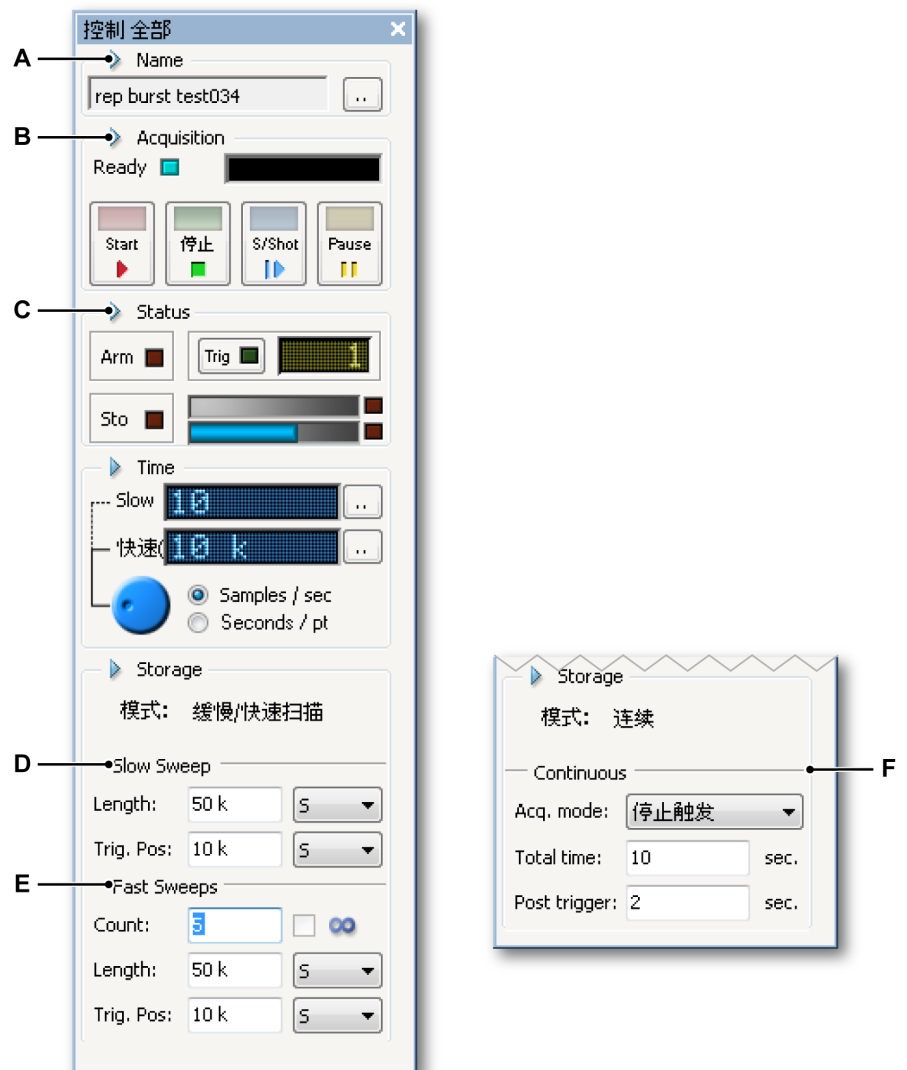 控制 全部
A
Name
rep burst test034
..
B
Acquisition
Ready
Start
停止
S/Shot
Pause
C
Status
Arm
Trig
1
Sto
Time
Slow
10
..
快速(
10 k
..
Samples / sec
Seconds / pt
Storage
模式: 缓慢/快速扫描
D
Slow Sweep
Length: 50 k S
Trig. Pos: 10 k S
E
Fast Sweeps
Count: 5
Length: 50 k S
Trig. Pos: 10 k S
Storage
模式: 连续
Continuous
F
Acq. mode: 停止触发
Total time: 10 sec.
Post trigger: 2 sec.